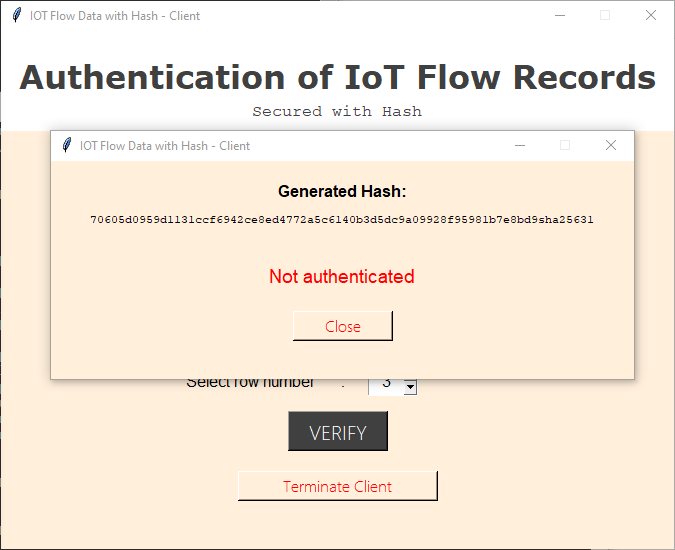 IOT Flow Data with Hash - Client
Authentication of IoT Flow Records
Secured with Hash
IOT Flow Data with Hash - Client
Generated Hash:
70605d0959d1131ccf6942ce8ed4772a5c6140b3d5dc9a09928f95981b7e8bd9sha25631
Not authenticated
Close
Select row number : 3
VERIFY
Terminate Client